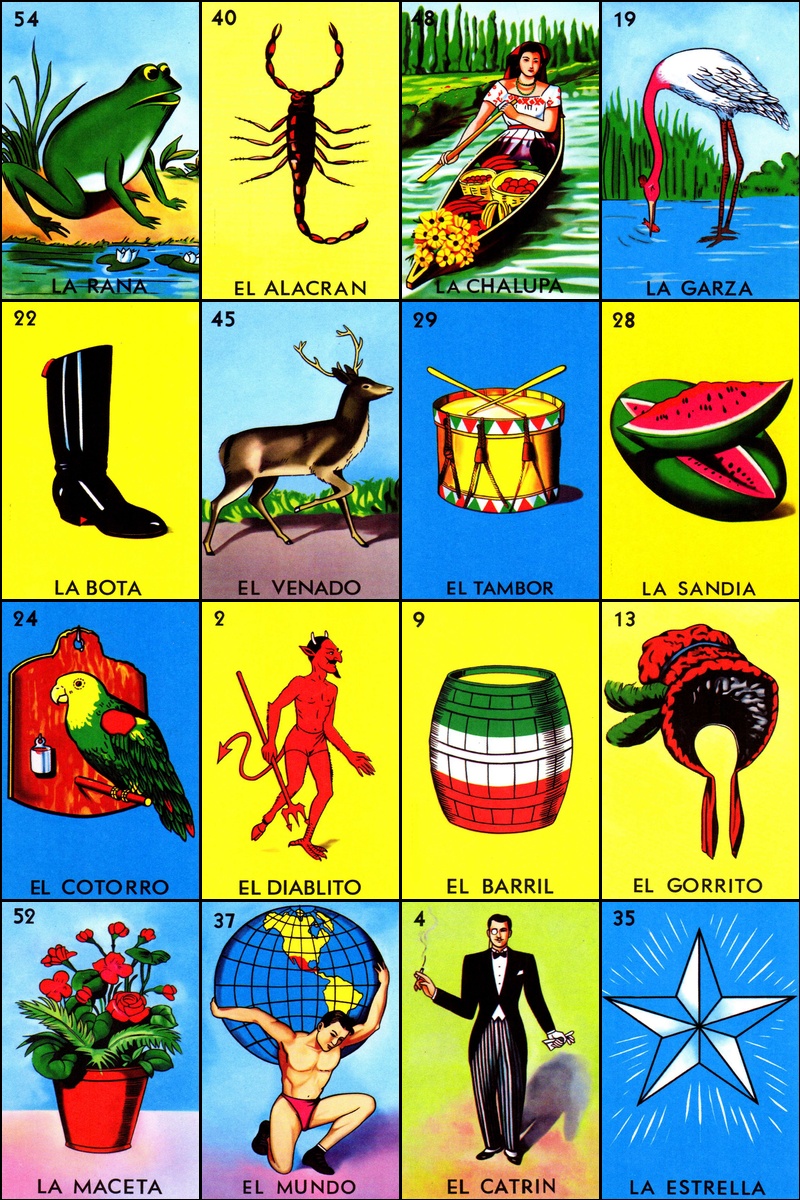 54
LA RANA
40
EL ALACRAN
48
LA CHALUPA
19
LA GARZA
22
LA BOTA
45
EL VENADO
29
EL TAMBOR
28
LA SANDIA
24
EL COTORRO
2
EL DIABLITO
9
EL BARRIL
13
EL GORRITO
52
LA MACETA
37
EL MUNDO
4
EL CATRIN
35
LA ESTRELLA